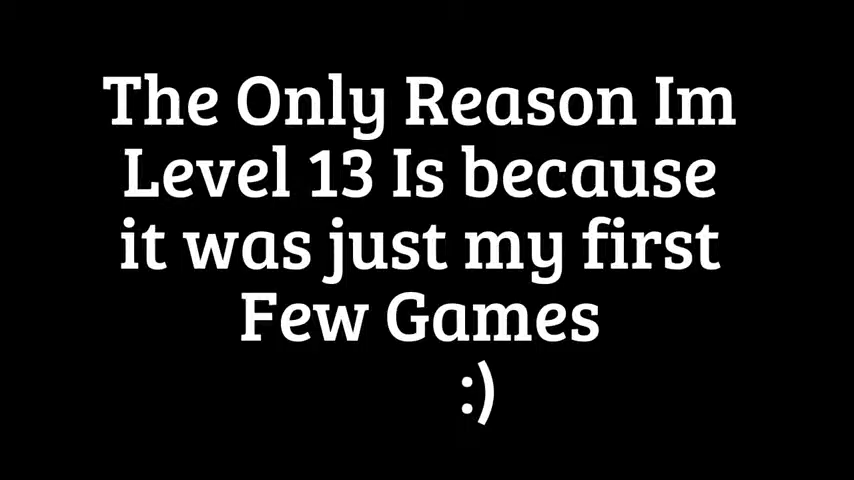 The Only Reason Im
Level 13 Is because
it was just my first
Few Games
:)